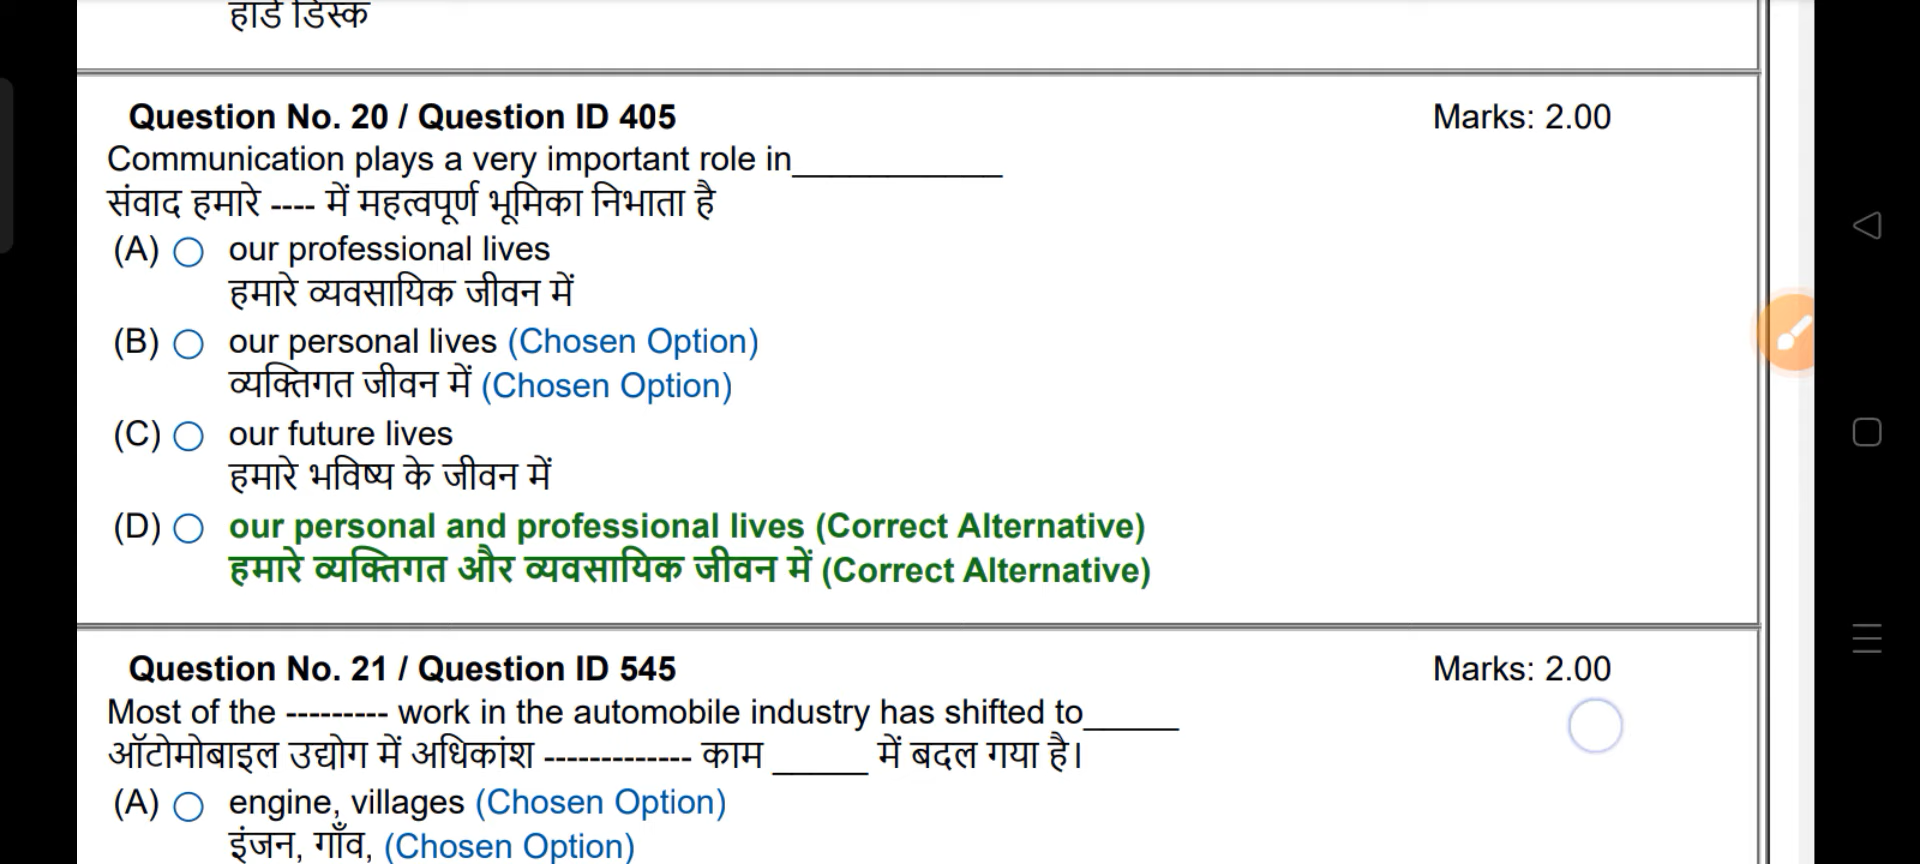 हार्ड डिस्क
Question No. 20 / Question ID 405 Marks: 2.00
Communication plays a very important role in___________
संवाद हमारे ---- में महत्वपूर्ण भूमिका निभाता है
(A) our professional lives
हमारे व्यवसायिक जीवन में
(B) our personal lives (Chosen Option)
व्यक्तिगत जीवन में (Chosen Option)
(C) our future lives
हमारे भविष्य के जीवन में
(D) our personal and professional lives (Correct Alternative)
हमारे व्यक्तिगत और व्यवसायिक जीवन में (Correct Alternative)
Question No. 21 / Question ID 545 Marks: 2.00
Most of the --------- work in the automobile industry has shifted to_____
ऑटोमोबाइल उद्योग में अधिकांश ------------- काम _____ में बदल गया है।
(A) engine, villages (Chosen Option)
इंजन, गाँव, (Chosen Option)